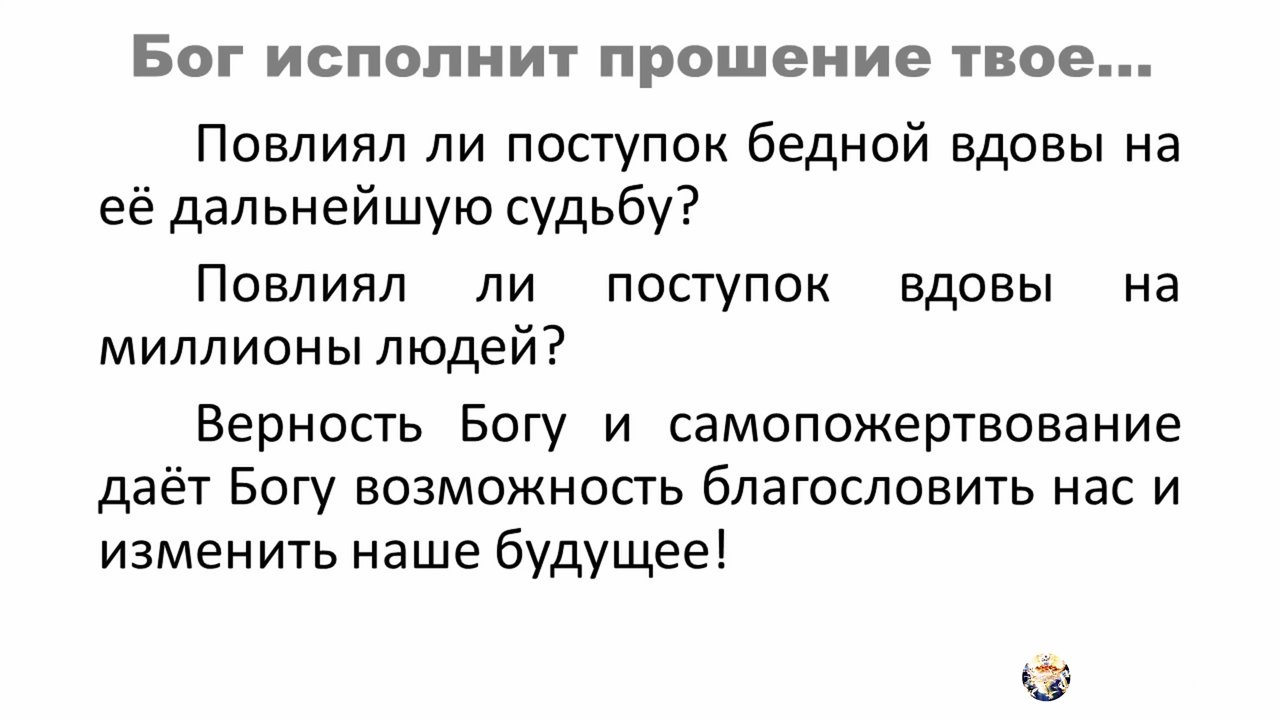 Бог исполнит прошение твое...
Повлиял ли поступок бедной вдовы на
её дальнейшую судьбу?
Повлиял ли поступок вдовы на
миллионы людей?
Верность Богу и самопожертвование
даёт Богу возможность благословить нас и
изменить наше будущее!